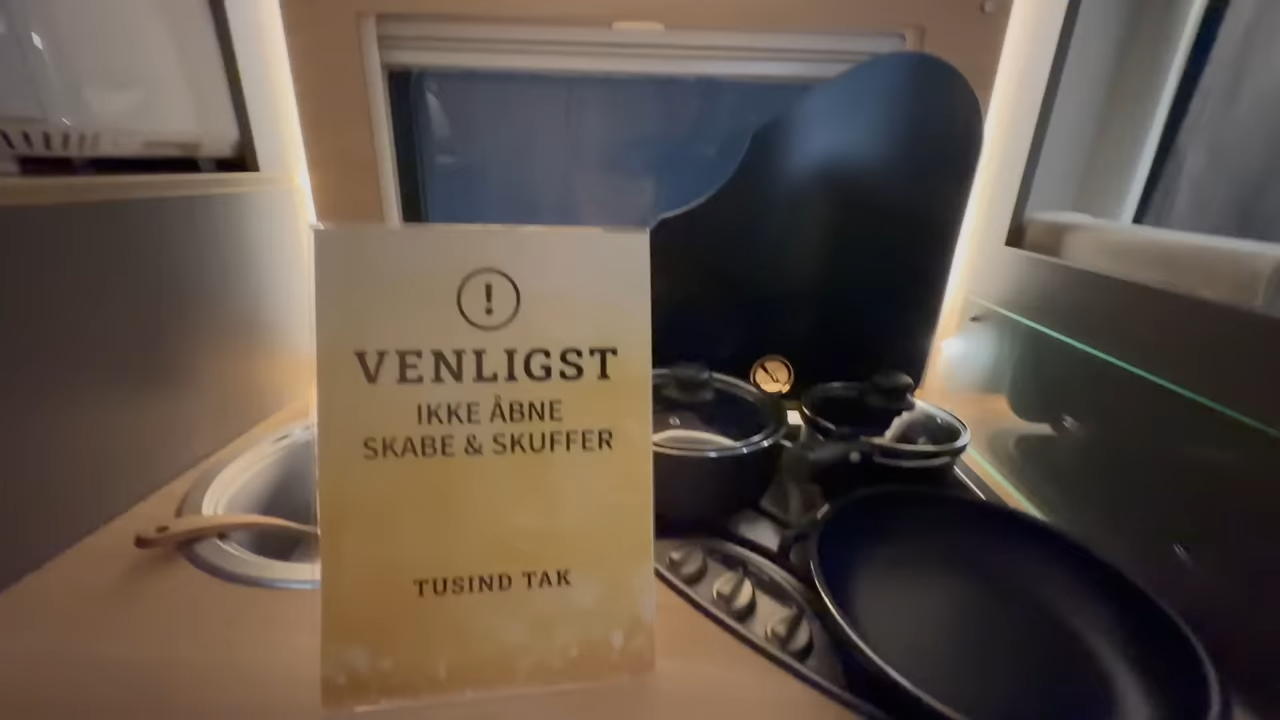 !
VENLIGST
IKKE ÅBNE
SKABE & SKUFFER
TUSIND TAK